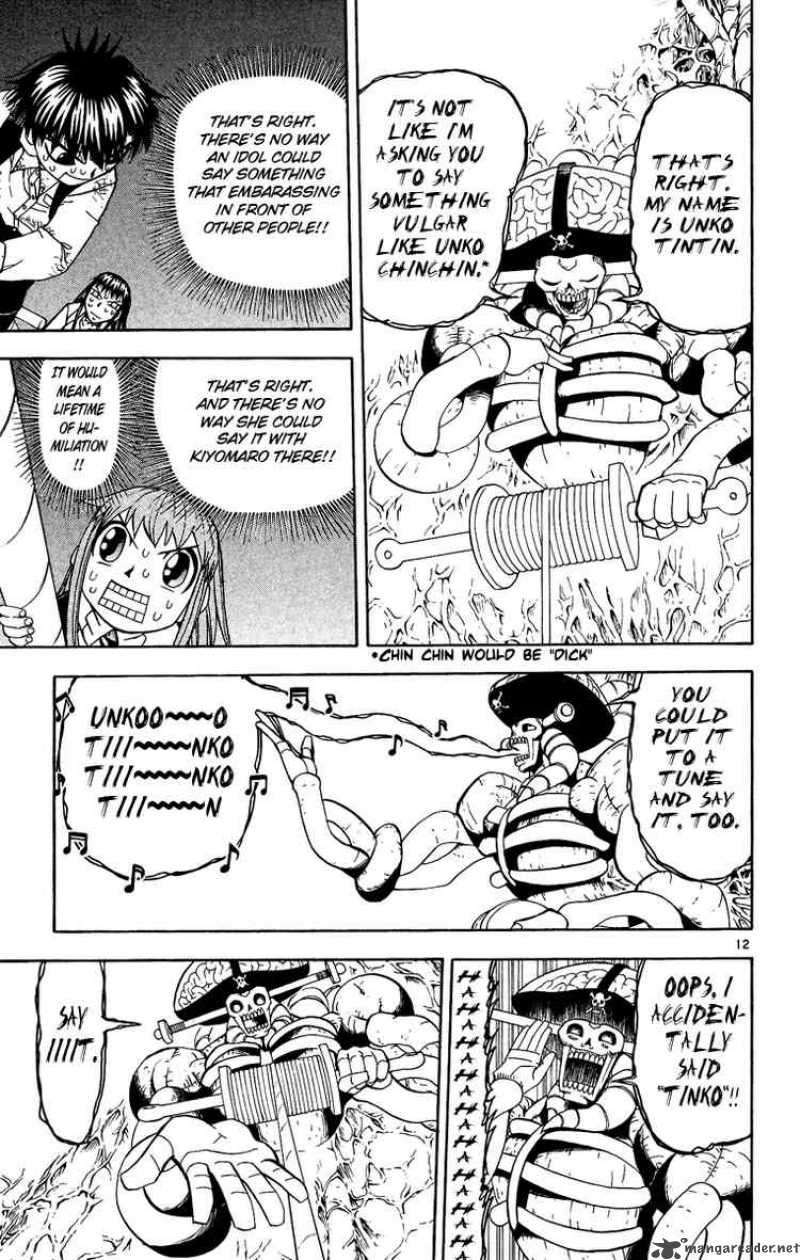 THAT'S
RIGHT.
MY NAME
IS UNKO
TINTIN.
IT'S NOT
LIKE I'M
ASKING YOU
TO SAY
SOMETHING
VULGAR
LIKE UNKO
CHINCHIN.*
*CHIN CHIN WOULD BE "DICK"
THAT'S RIGHT.
THERE'S NO WAY
AN IDOL COULD
SAY SOMETHING
THAT EMBARASSING
IN FRONT OF
OTHER PEOPLE!!
THAT'S RIGHT.
AND THERE'S NO
WAY SHE COULD
SAY IT WITH
KIYOMARO THERE!!
IT WOULD
MEAN A
LIFETIME
OF HU-
MILIATION
!!
YOU
COULD
PUT IT
TO A
TUNE
AND SAY
IT, TOO.
UNKOO~~~~O
TIII~~~~NKO
TIII~~~~NKO
TIII~~~~N
12
OOPS, I
ACCIDEN-
TALLY
SAID
"TINKO"!!
HAHAHAHAHAHAHA
SAY
IIIIIT.
mangarcader.net